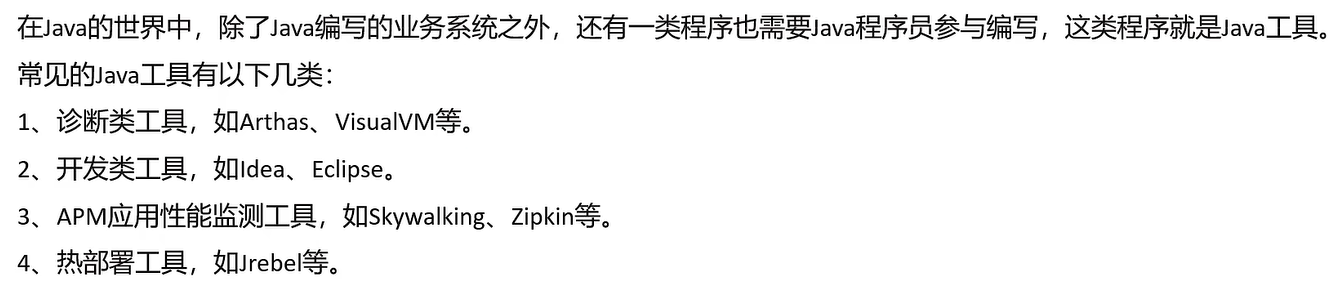 在Java的世界中，除了Java编写的业务系统之外，还有一类程序也需要Java程序员参与编写，这类程序就是Java工具。
常见的Java工具有以下几类：
1、诊断类工具，如Arthas、VisualVM等。
2、开发类工具，如Idea、Eclipse。
3、APM应用性能监测工具，如Skywalking、Zipkin等。
4、热部署工具，如Jrebel等。